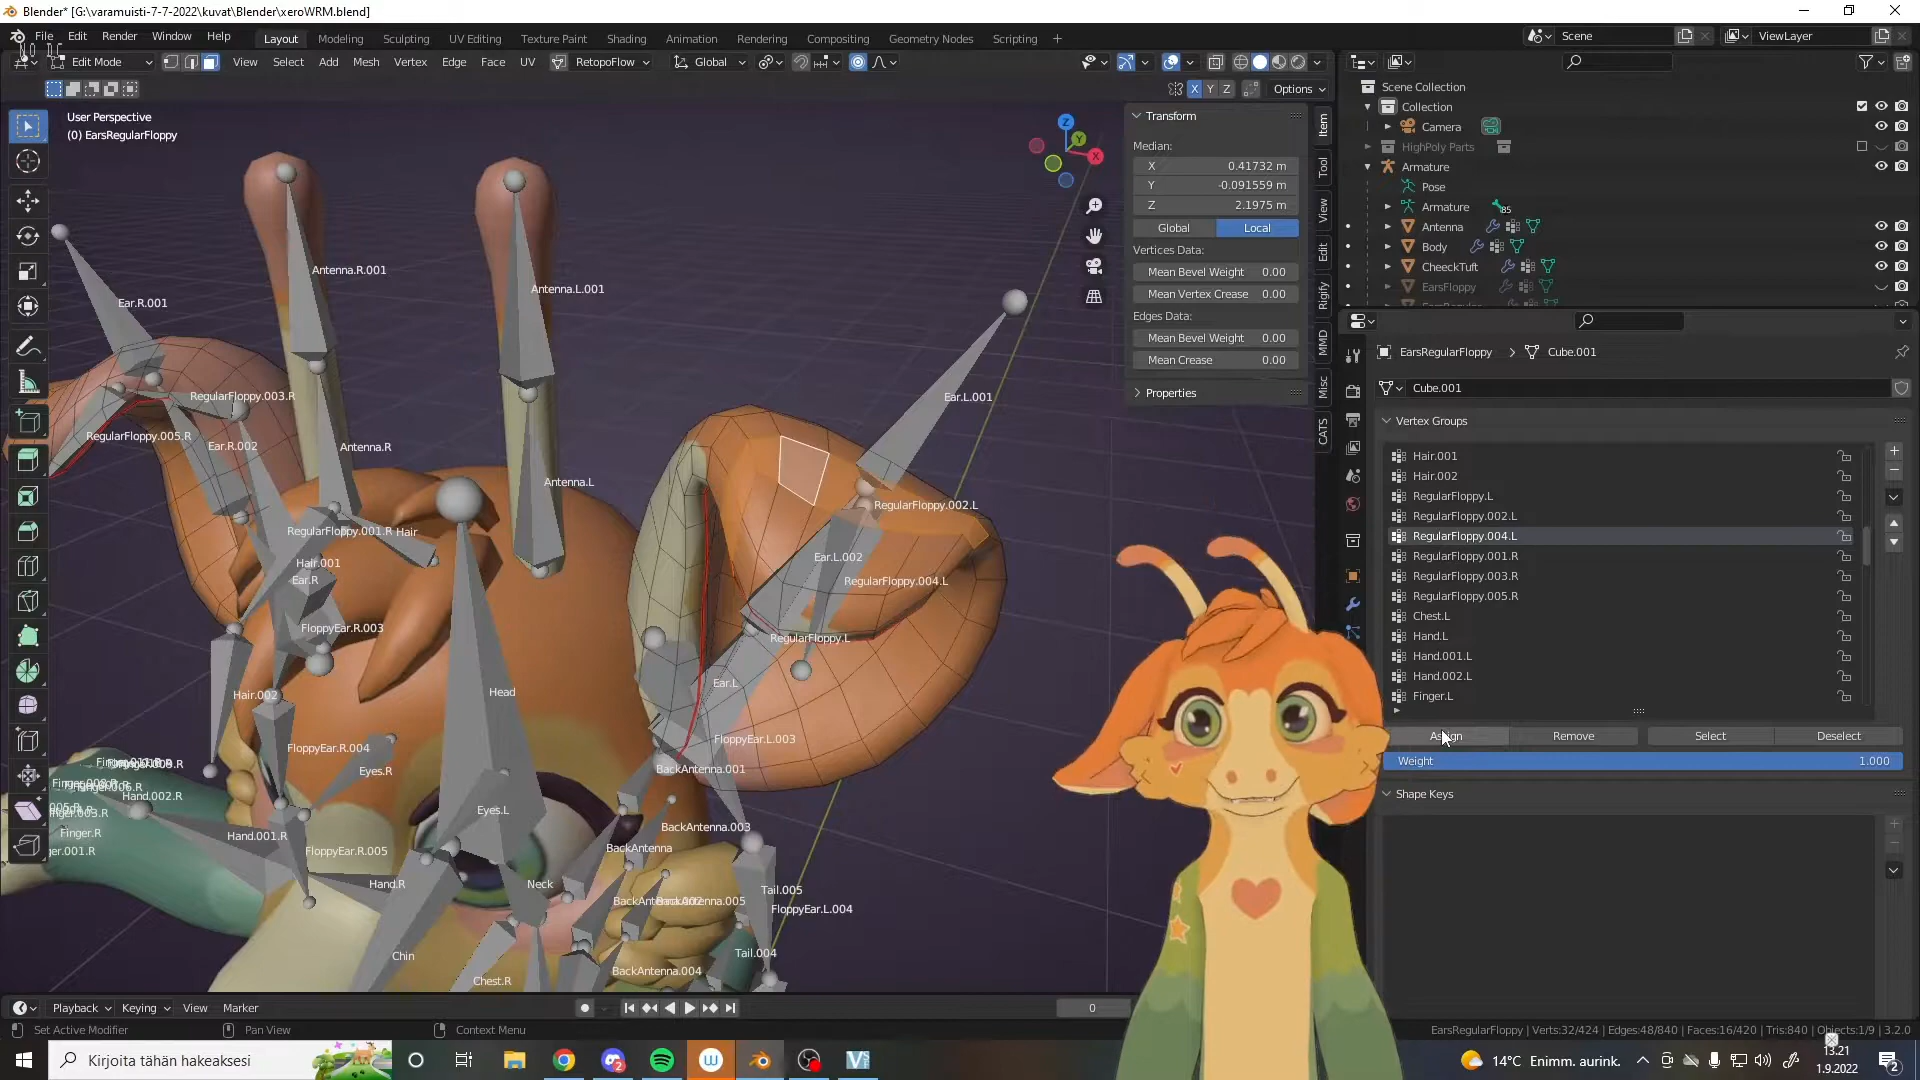 Blender* [G:\varamuisti-7-7-2022\kuvat\Blender\xeroWRM.blend]
File Edit Render Window Help
Layout Modeling Sculpting UV Editing Texture Paint Shading Animation Rendering Compositing Geometry Nodes Scripting +
Scene ViewLayer
Edit Mode View Select Add Mesh Vertex Edge Face UV RetopoFlow Global
X Y Z Options
User Perspective
(0) EarsRegularFloppy
Z
Y
X
Transform
Median:
X 0.41732 m
Y -0.091559 m
Z 2.1975 m
Global Local
Vertices Data:
Mean Bevel Weight 0.00
Mean Vertex Crease 0.00
Edges Data:
Mean Bevel Weight 0.00
Mean Crease 0.00
Properties
Item
Tool
View
Edit
Rigify
MMD
Misc
CATS
Antenna.R.001
Antenna.L.001
Ear.R.001
Ear.L.001
RegularFloppy.003.R
RegularFloppy.005.R
Ear.R.002
Antenna.R
Antenna.L
RegularFloppy.002.L
RegularFloppy.001.R
Hair
Ear.L.002
Hair.001
Ear.R
RegularFloppy.004.L
FloppyEar.R.003
RegularFloppy.L
Ear.L
Head
Hair.002
FloppyEar.L.003
FloppyEar.R.004
BackAntenna.001
Eyes.R
Hand.002.R
Eyes.L
Finger.R
Hand.001.R
BackAntenna.003
BackAntenna
FloppyEar.R.005
Hand.R
Neck
Tail.005
BackAntenna.005
FloppyEar.L.004
Chin
Tail.004
BackAntenna.004
Chest.R
Scene Collection
Collection
Camera
HighPoly Parts
Armature
Pose
Armature 85
Antenna
Body
CheeckTuft
EarsFloppy
EarsRegularFloppy Cube.001
Cube.001
Vertex Groups
Hair.001
Hair.002
RegularFloppy.L
RegularFloppy.002.L
RegularFloppy.004.L
RegularFloppy.001.R
RegularFloppy.003.R
RegularFloppy.005.R
Chest.L
Hand.L
Hand.001.L
Hand.002.L
Finger.L
Assign Remove Select Deselect
Weight 1.000
Shape Keys
Playback Keying View Marker 0
Set Active Modifier Pan View Context Menu
EarsRegularFloppy | Verts:32/424 | Edges:48/840 | Faces:16/420 | Tris:840 | Objects:1/9 | 3.2.0
Kirjoita tähän hakeaksesi
14°C Enimm. aurink.
13.21
1.9.2022
2